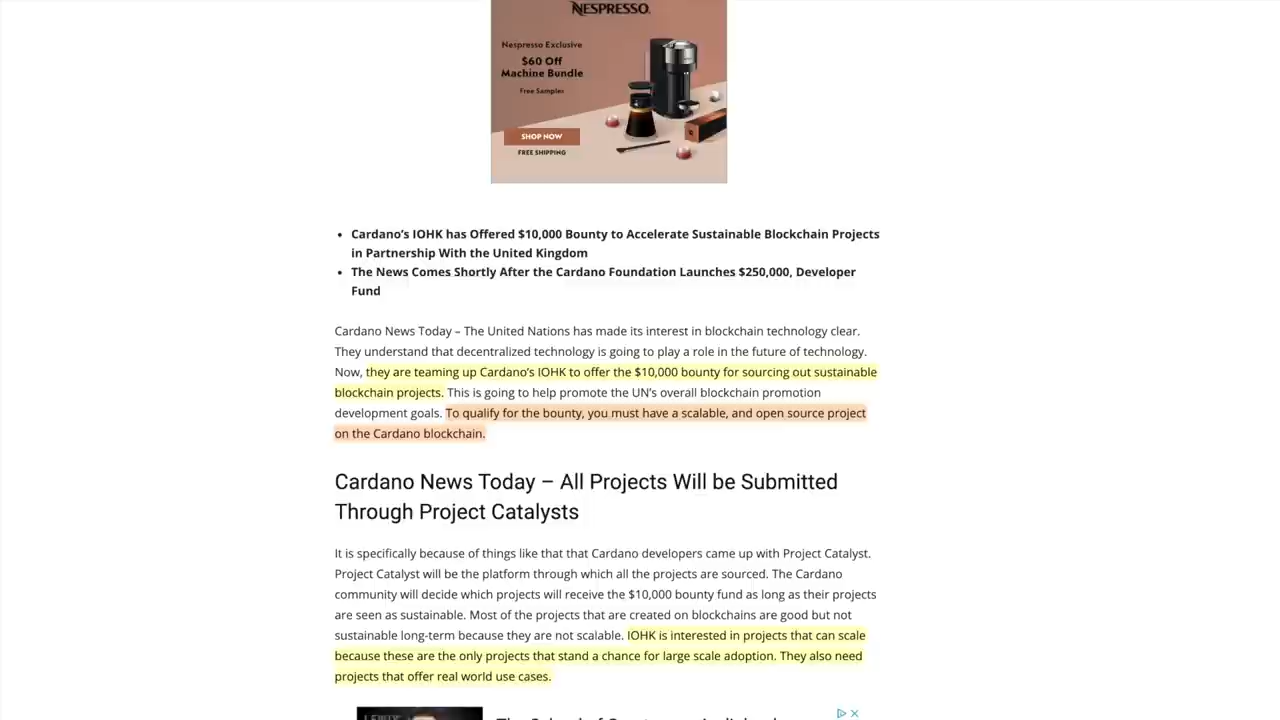 NESPRESSO.
Nespresso Exclusive
$60 Off
Machine Bundle
Free Samples
SHOP NOW
FREE SHIPPING
• Cardano's IOHK has Offered $10,000 Bounty to Accelerate Sustainable Blockchain Projects
in Partnership With the United Kingdom
• The News Comes Shortly After the Cardano Foundation Launches $250,000, Developer
Fund
Cardano News Today – The United Nations has made its interest in blockchain technology clear.
They understand that decentralized technology is going to play a role in the future of technology.
Now, they are teaming up Cardano's IOHK to offer the $10,000 bounty for sourcing out sustainable
blockchain projects. This is going to help promote the UN's overall blockchain promotion
development goals. To qualify for the bounty, you must have a scalable, and open source project
on the Cardano blockchain.
Cardano News Today – All Projects Will be Submitted
Through Project Catalysts
It is specifically because of things like that that Cardano developers came up with Project Catalyst.
Project Catalyst will be the platform through which all the projects are sourced. The Cardano
community will decide which projects will receive the $10,000 bounty fund as long as their projects
are seen as sustainable. Most of the projects that are created on blockchains are good but not
sustainable long-term because they are not scalable. IOHK is interested in projects that can scale
because these are the only projects that stand a chance for large scale adoption. They also need
projects that offer real world use cases.